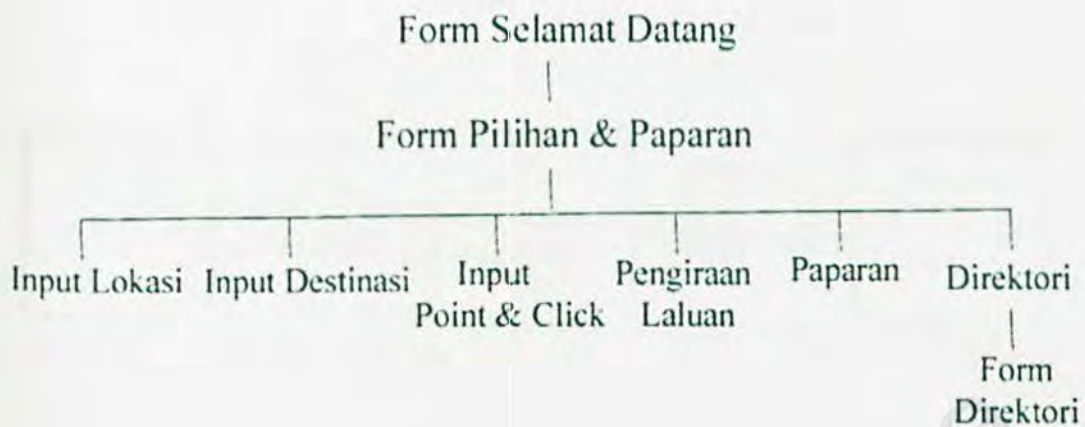 Form Selamat Datang
Form Pilihan & Paparan
Input Lokasi
Input Destinasi
Input
Point & Click
Pengiraan
Laluan
Paparan
Direktori
Form
Direktori